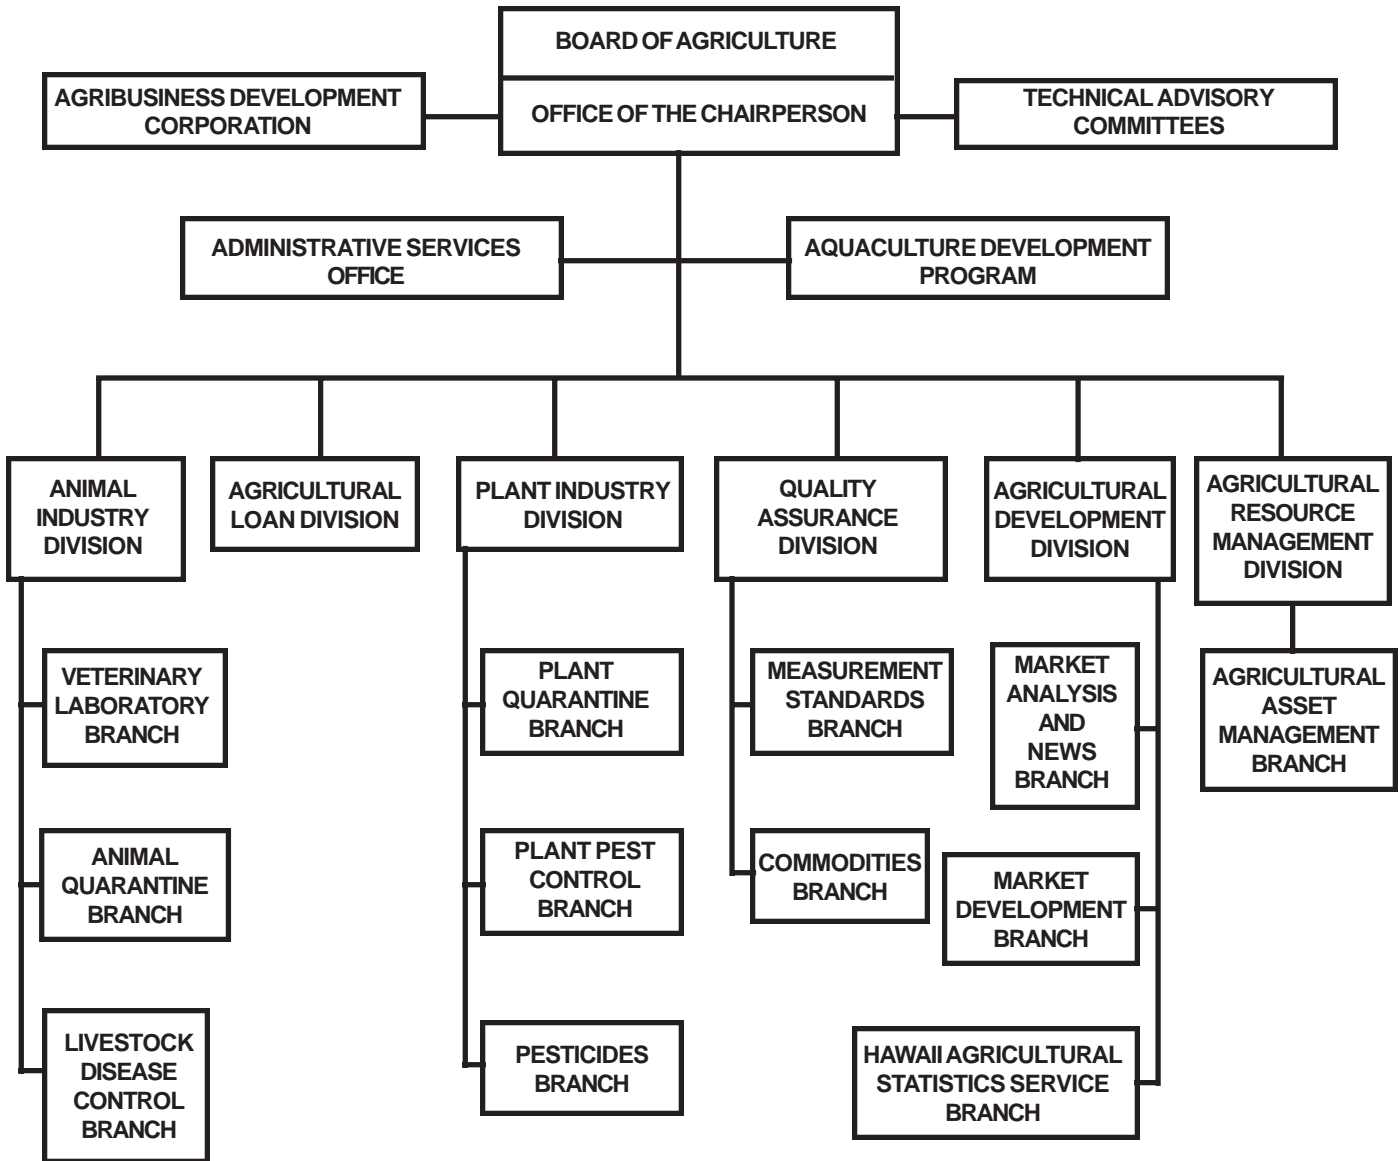 BOARD OF AGRICULTURE
OFFICE OF THE CHAIRPERSON
AGRIBUSINESS DEVELOPMENT
CORPORATION
TECHNICAL ADVISORY
COMMITTEES
ADMINISTRATIVE SERVICES
OFFICE
AQUACULTURE DEVELOPMENT
PROGRAM
ANIMAL
INDUSTRY
DIVISION
AGRICULTURAL
LOAN DIVISION
PLANT INDUSTRY
DIVISION
QUALITY
ASSURANCE
DIVISION
AGRICULTURAL
DEVELOPMENT
DIVISION
AGRICULTURAL
RESOURCE
MANAGEMENT
DIVISION
VETERINARY
LABORATORY
BRANCH
PLANT
QUARANTINE
BRANCH
MEASUREMENT
STANDARDS
BRANCH
MARKET
ANALYSIS
AND
NEWS
BRANCH
AGRICULTURAL
ASSET
MANAGEMENT
BRANCH
ANIMAL
QUARANTINE
BRANCH
PLANT PEST
CONTROL
BRANCH
COMMODITIES
BRANCH
MARKET
DEVELOPMENT
BRANCH
LIVESTOCK
DISEASE
CONTROL
BRANCH
PESTICIDES
BRANCH
HAWAII AGRICULTURAL
STATISTICS SERVICE
BRANCH